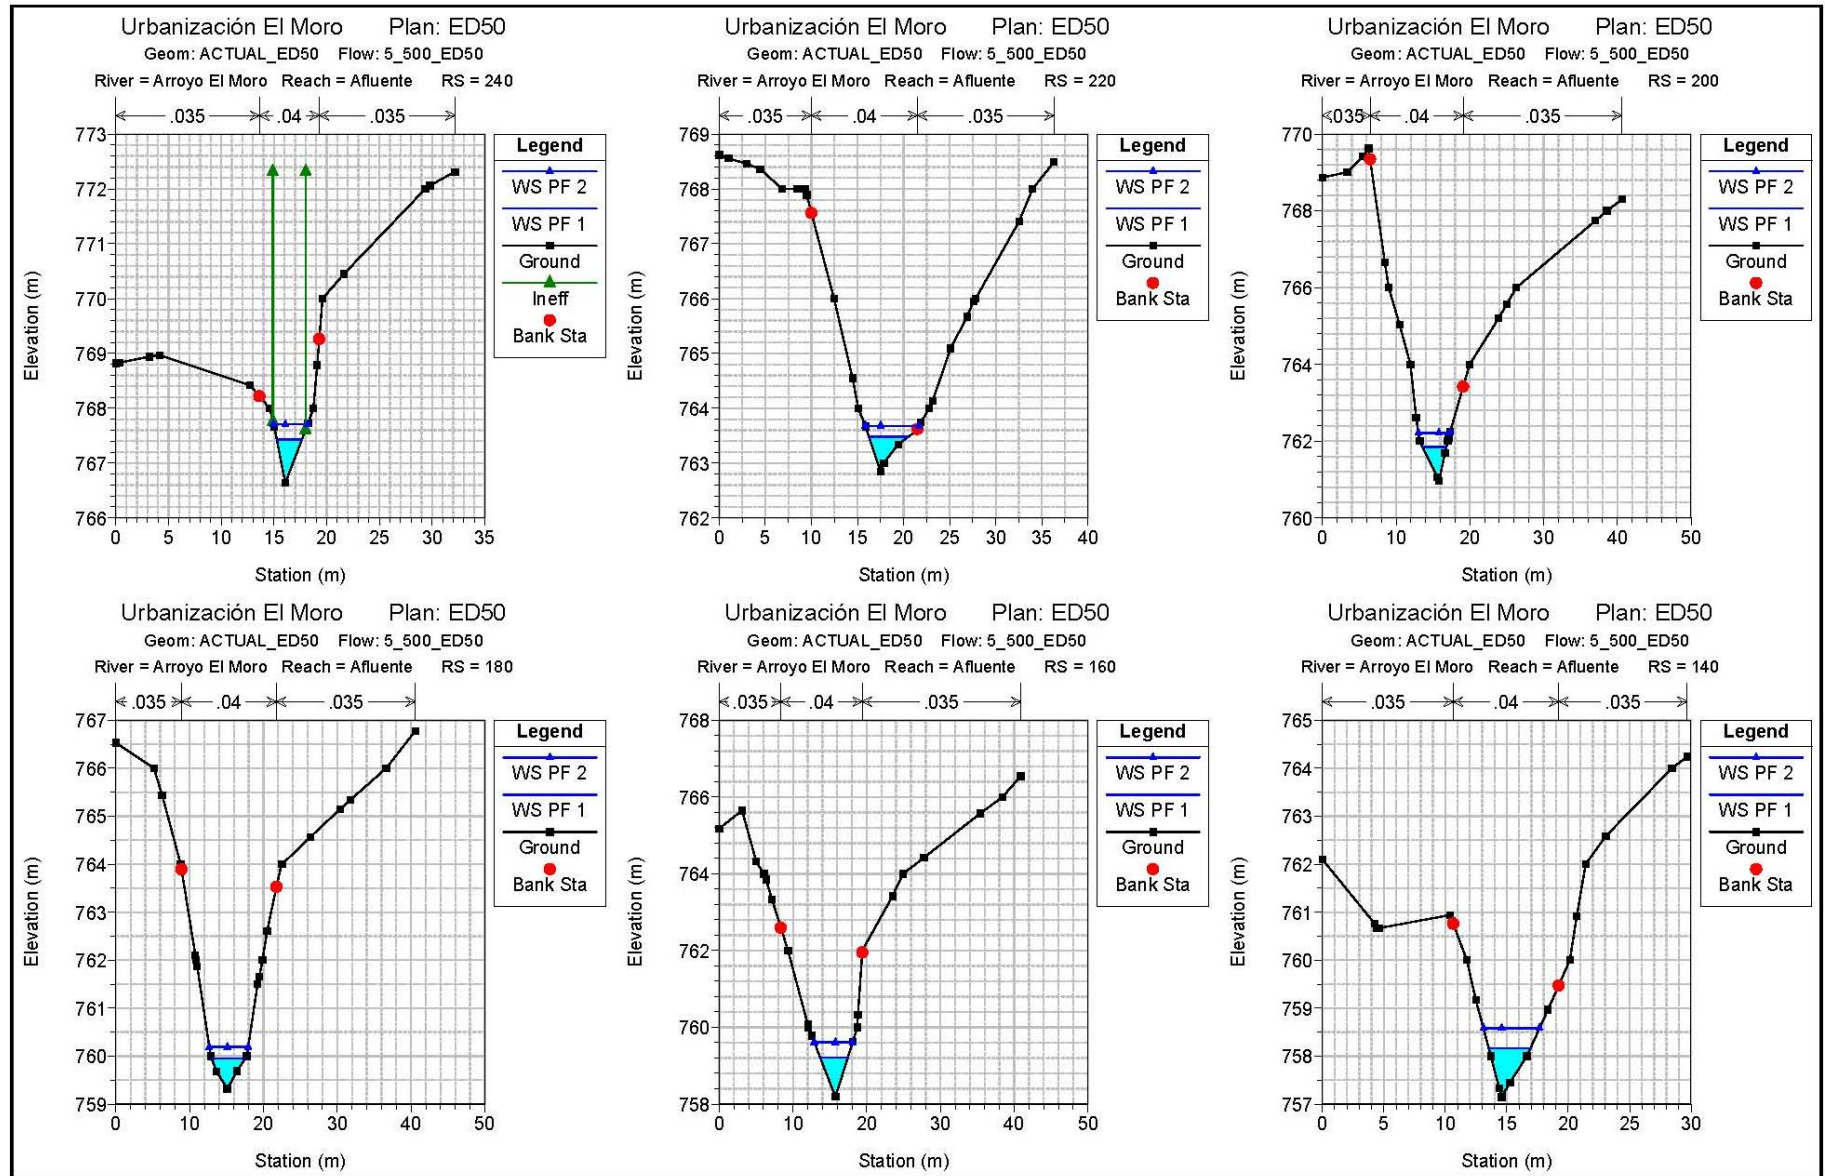 Urbanización El Moro Plan: ED50
Geom: ACTUAL_ED50 Flow: 5_500_ED50
River = Arroyo El Moro Reach = Afluente RS = 240
.035 .04 .035
773
772
771
770
769
768
767
766
0 5 10 15 20 25 30 35
Elevation (m)
Station (m)
Legend
WS PF 2
WS PF 1
Ground
Ineff
Bank Sta
Urbanización El Moro Plan: ED50
Geom: ACTUAL_ED50 Flow: 5_500_ED50
River = Arroyo El Moro Reach = Afluente RS = 220
.035 .04 .035
769
768
766
765
764
763
762
0 5 10 15 20 25 30 35 40
Elevation (m)
Station (m)
Legend
WS PF 2
WS PF 1
Ground
Bank Sta
Urbanización El Moro Plan: ED50
Geom: ACTUAL_ED50 Flow: 5_500_ED50
River = Arroyo El Moro Reach = Afluente RS = 200
.035 .04 .035
770
768
766
764
762
760
0 10 20 30 40 50
Elevation (m)
Station (m)
Legend
WS PF 2
WS PF 1
Ground
Bank Sta
Urbanización El Moro Plan: ED50
Geom: ACTUAL_ED50 Flow: 5_500_ED50
River = Arroyo El Moro Reach = Afluente RS = 180
.035 .04 .035
767
766
765
764
763
762
761
760
759
0 10 20 30 40 50
Elevation (m)
Station (m)
Legend
WS PF 2
WS PF 1
Ground
Bank Sta
Urbanización El Moro Plan: ED50
Geom: ACTUAL_ED50 Flow: 5_500_ED50
River = Arroyo El Moro Reach = Afluente RS = 160
.035 .04 .035
768
766
764
762
760
758
0 10 20 30 40 50
Elevation (m)
Station (m)
Legend
WS PF 2
WS PF 1
Ground
Bank Sta
Urbanización El Moro Plan: ED50
Geom: ACTUAL_ED50 Flow: 5_500_ED50
River = Arroyo El Moro Reach = Afluente RS = 140
.035 .04 .035
765
764
763
762
761
760
759
758
757
0 5 10 15 20 25 30
Elevation (m)
Station (m)
Legend
WS PF 2
WS PF 1
Ground
Bank Sta